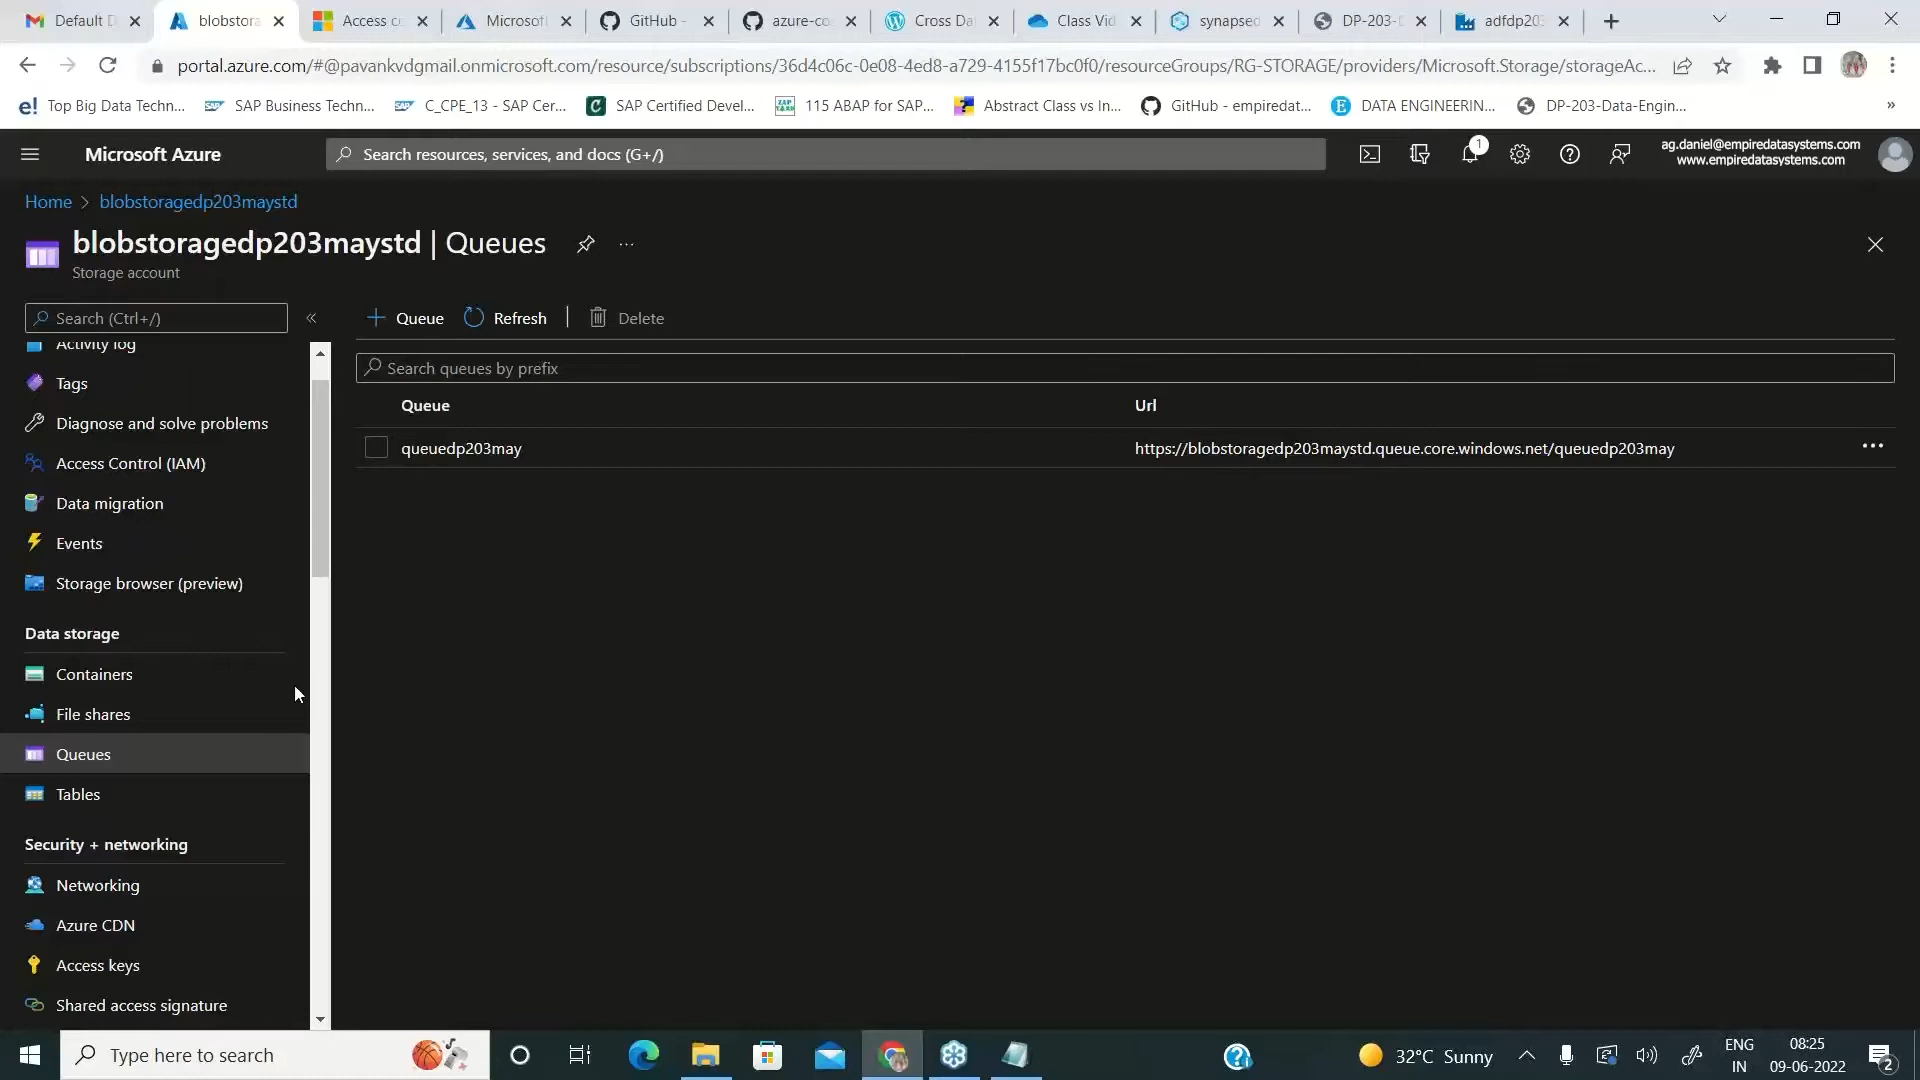 Default D
blobstora
Access co
Microsoft
GitHub -
azure-co
Cross Da
Class Vid
synapsed
DP-203-D
adfdp203
portal.azure.com/#@pavankvdgmail.onmicrosoft.com/resource/subscriptions/36d4c06c-0e08-4ed8-a729-4155f17bc0f0/resourceGroups/RG-STORAGE/providers/Microsoft.Storage/storageAc...
Top Big Data Techn...
SAP Business Techn...
C_CPE_13 - SAP Cer...
SAP Certified Devel...
115 ABAP for SAP...
Abstract Class vs In...
GitHub - empiredat...
DATA ENGINEERIN...
DP-203-Data-Engin...
»
Microsoft Azure
Search resources, services, and docs (G+/)
1
ag.daniel@empiredatasystems.com
www.empiredatasystems.com
Home > blobstoragedp203maystd
blobstoragedp203maystd | Queues
...
Storage account
Search (Ctrl+/)
«
Activity log
Tags
Diagnose and solve problems
Access Control (IAM)
Data migration
Events
Storage browser (preview)
Data storage
Containers
File shares
Queues
Tables
Security + networking
Networking
Azure CDN
Access keys
Shared access signature
+ Queue
Refresh
Delete
Search queues by prefix
Queue
Url
queuedp203may
https://blobstoragedp203maystd.queue.core.windows.net/queuedp203may
...
Type here to search
32°C Sunny
ENG
IN
08:25
09-06-2022
2